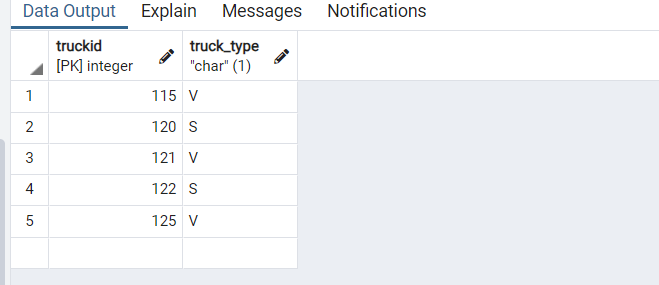 Data Output Explain Messages Notifications
truckid truck_type
[PK] integer "char" (1)
1 115 V
2 120 S
3 121 V
4 122 S
5 125 V